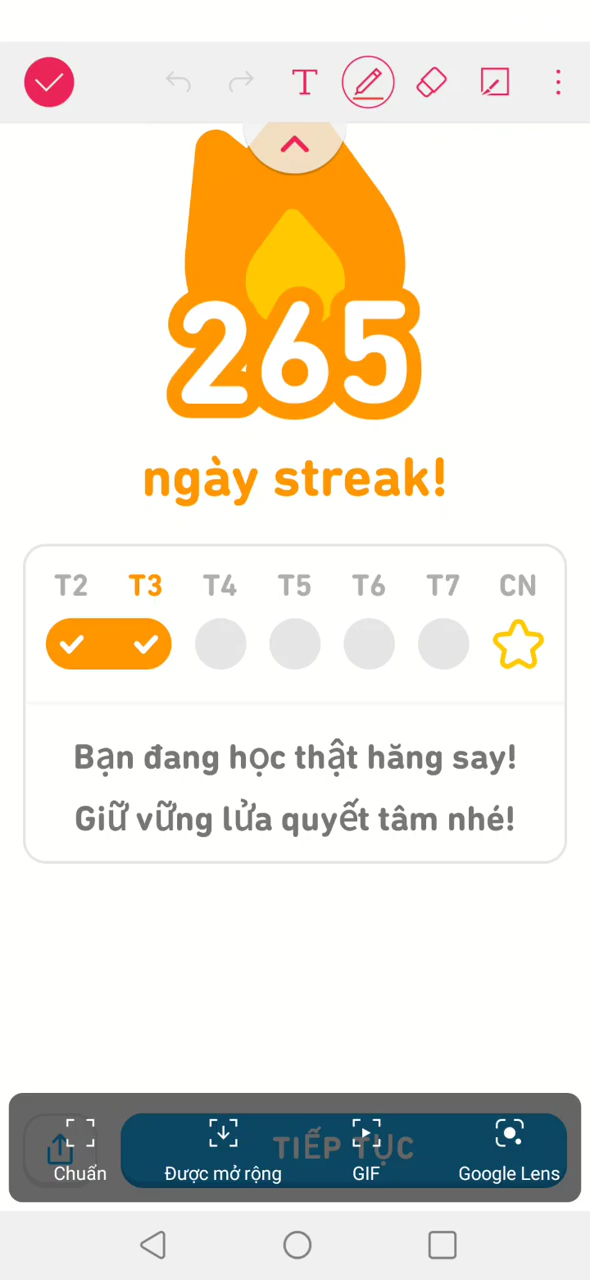 T
265
ngày streak!
T2 T3 T4 T5 T6 T7 CN
Bạn đang học thật hăng say!
Giữ vững lửa quyết tâm nhé!
TIẾP TỤC
Chuẩn Được mở rộng GIF Google Lens